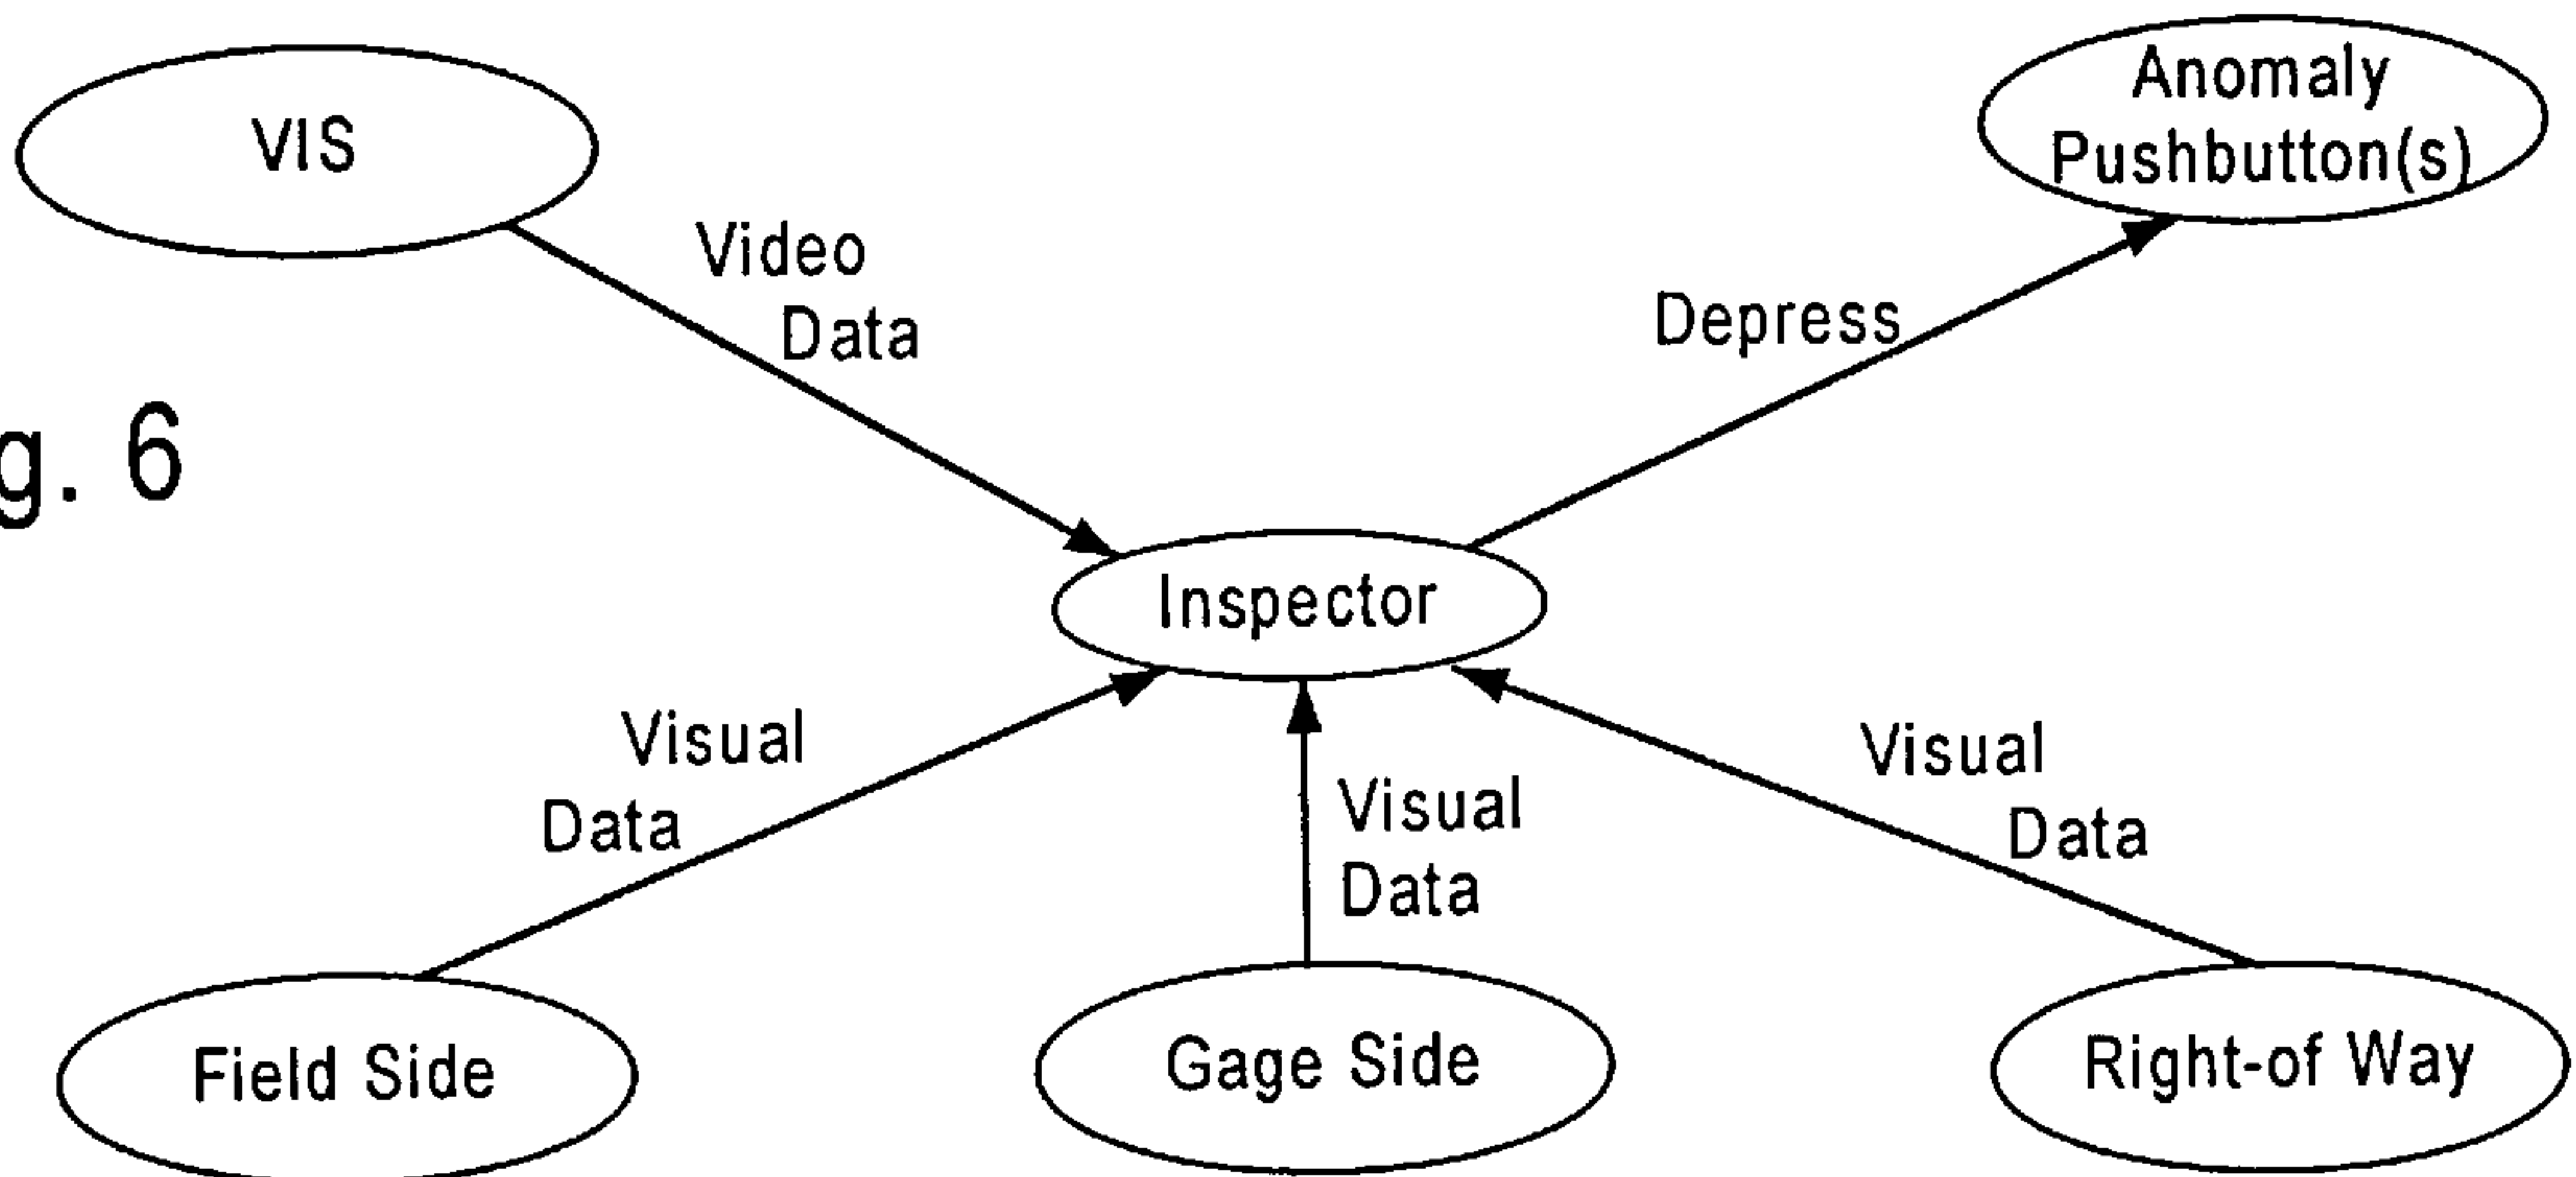 VIS
Anomaly
Pushbutton(s)
Video
Data
Depress
g. 6
Inspector
Visual
Data
Visual
Data
Visual
Data
Field Side
Gage Side
Right-of Way